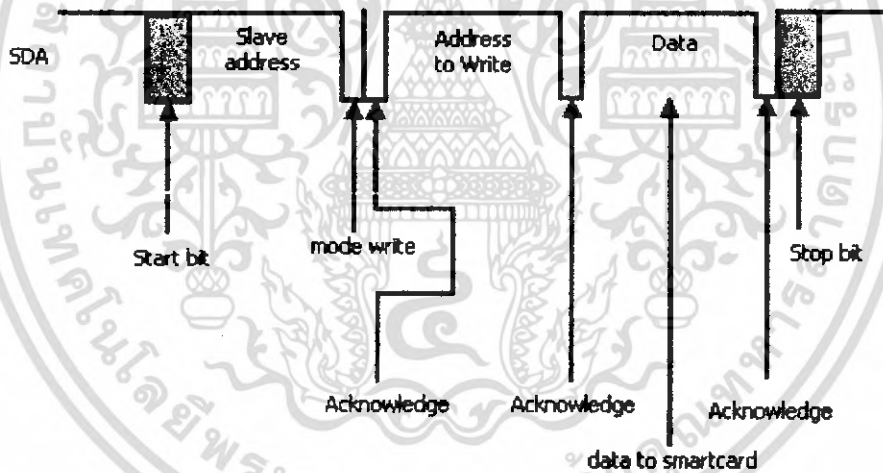 SDA
Slave
address
Address
to Write
Data
Start bit
mode write
Stop bit
Acknowledge
Acknowledge
Acknowledge
data to smartcard